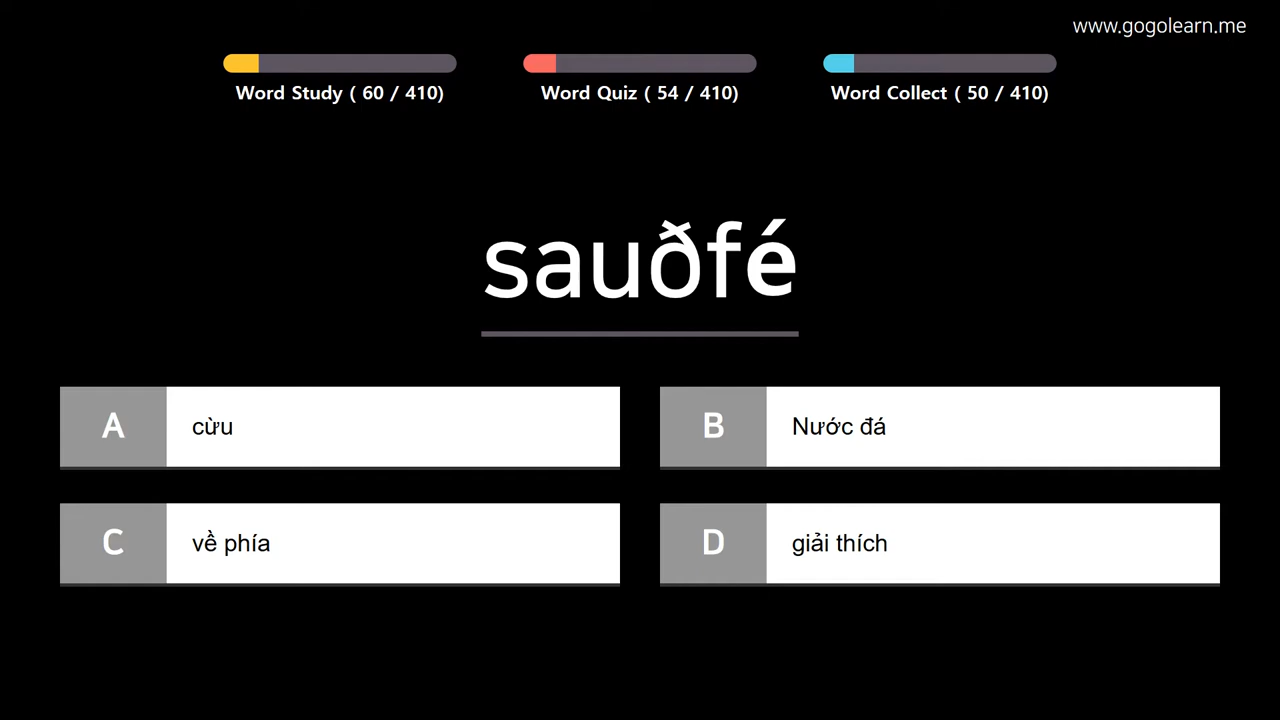 www.gogolearn.me
Word Study ( 60 / 410)
Word Quiz ( 54 / 410)
Word Collect ( 50 / 410)
sauðfé
A cừu
B Nước đá
C về phía
D giải thích